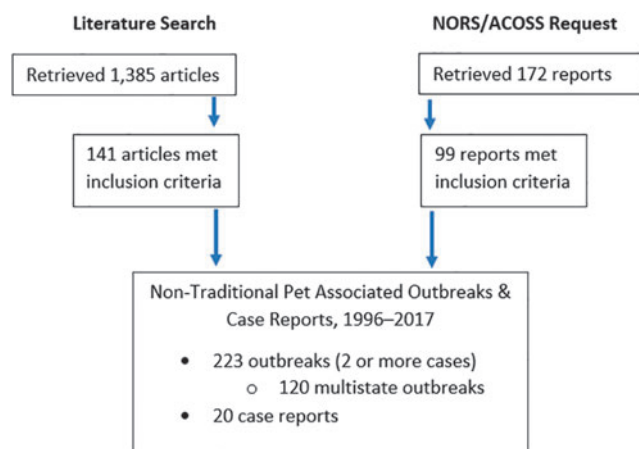 Literature Search
NORS/ACOSS Request
Retrieved 1,385 articles
Retrieved 172 reports
141 articles met
inclusion criteria
99 reports met
inclusion criteria
Non-Traditional Pet Associated Outbreaks &
Case Reports, 1996–2017
• 223 outbreaks (2 or more cases)
o 120 multistate outbreaks
• 20 case reports